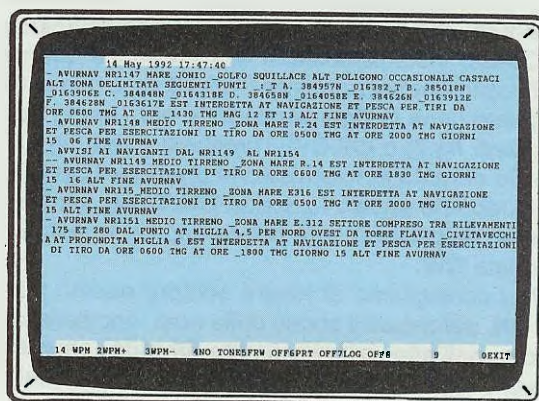 14 May 1992 17:47:40
- AVURNAV NR1147 MARE JONIO _GOLFO SQUILLACE ALT POLIGONO OCCASIONALE CASTACI
ALT ZONA DELIMITATA SEGUENTI PUNTI _:_T A. 384957N _016382_T B. 385018N
_0163906E C. 384848N _0164318E D. 384658N _0164058E E. 384626N _0163912E
F. 384628N _0163617E EST INTERDETTA AT NAVIGAZIONE ET PESCA PER TIRI DA
ORE 0600 TMG AT ORE _1430 TMG MAG 12 ET 13 ALT FINE AVURNAV
- AVURNAV NR1148 MEDIO TIRRENO _ZONA MARE R.24 EST INTERDETTA AT NAVIGAZIONE
ET PESCA PER ESERCITAZIONI DI TIRO DA ORE 0500 TMG AT ORE 2000 TMG GIORNI
15  06 FINE AVURNAV
- AVVISI AI NAVIGANTI DAL NR1149  AL NR1154
-- AVURNAV NR1149 MEDIO TIRRENO _ZONA MARE R.14 EST INTERDETTA AT NAVIGAZIONE
ET PESCA PER ESERCITAZIONI DI TIRO DA ORE 0600 TMG AT ORE 1830 TMG GIORNI
15  16 ALT FINE AVURNAV
- AVURNAV NR115_MEDIO TIRRENO _ZONA MARE E316 EST INTERDETTA AT NAVIGAZIONE
ET PESCA PER ESERCITAZIONI DI TIRO DA ORE 0500 TMG AT ORE 2000 TMG GIORNO
15 ALT FINE AVURNAV
- AVURNAV NR1151 MEDIO TIRRENO _ZONA MARE E.312 SETTORE COMPRESO TRA RILEVAMENTI
175 ET 280 DAL PUNTO AT MIGLIA 4,5 PER NORD OVEST DA TORRE FLAVIA _CIVITAVECCHI
A AT PROFONDITA MIGLIA 6 EST INTERDETTA AT NAVIGAZIONE ET PESCA PER ESERCITAZIONI
DI TIRO DA ORE 0600 TMG AT ORE _1800 TMG GIORNO 15 ALT FINE AVURNAV
14 WPM 2WPM+ 3WPM- 4NO TONE5FRW OFF6PRT OFF7LOG OFF8 9 0EXIT